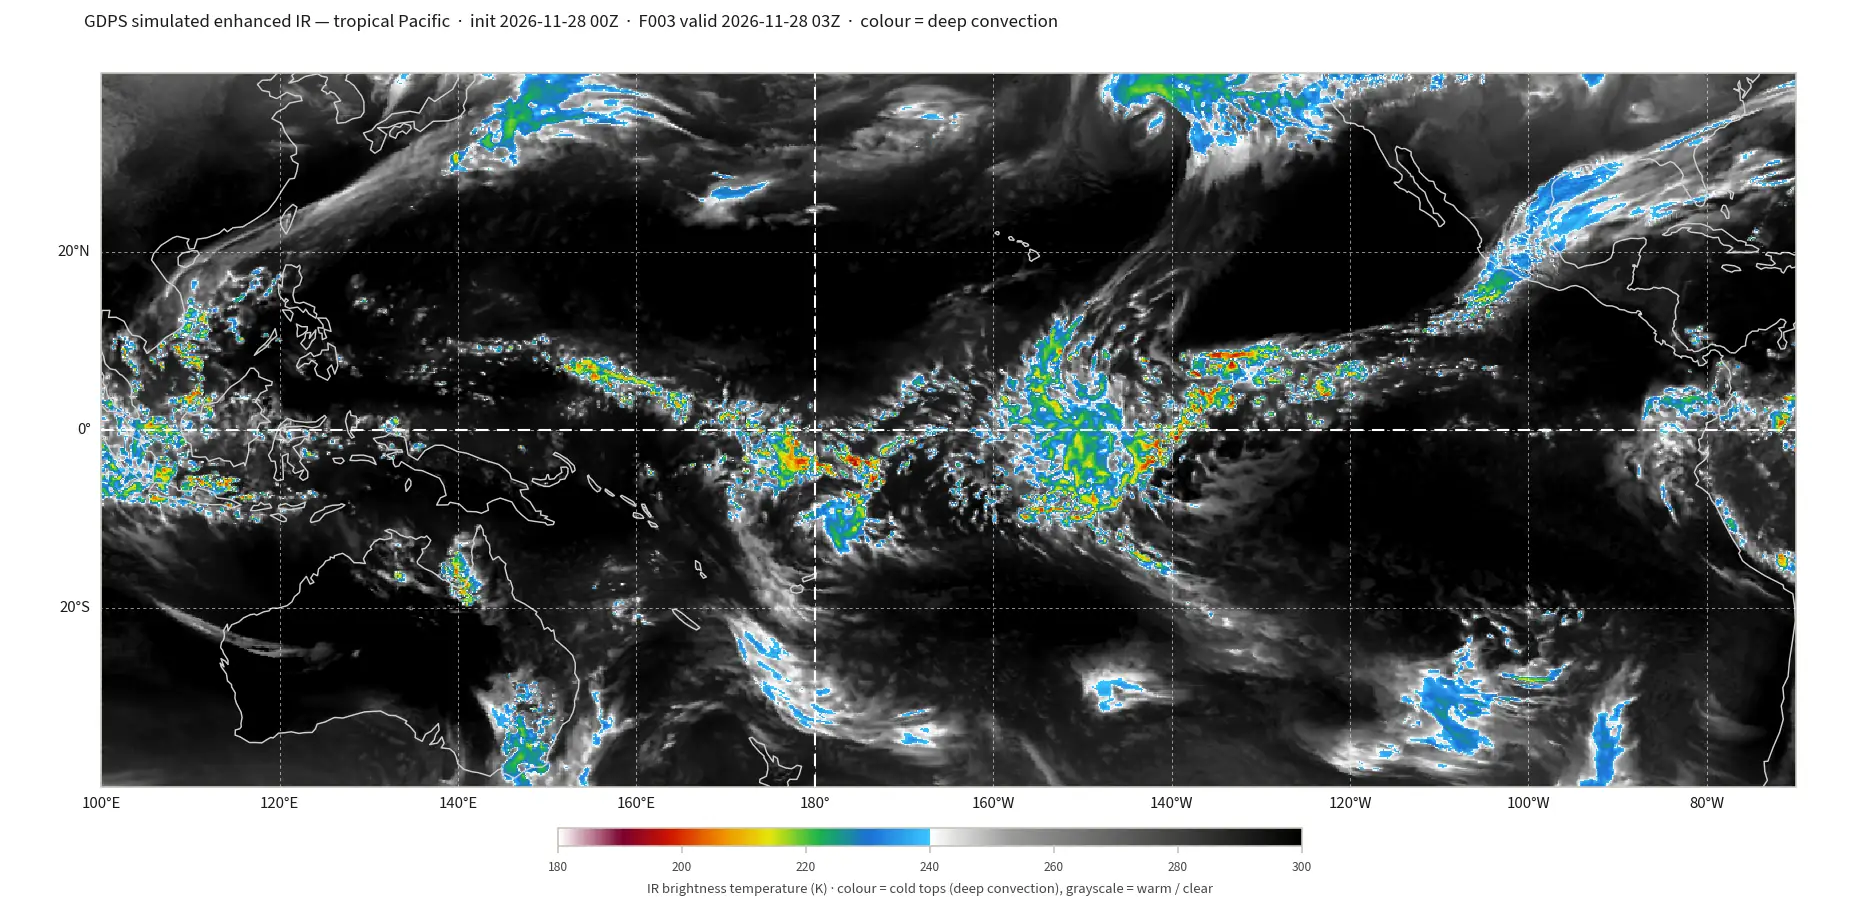 GDPS simulated enhanced IR — tropical Pacific · init 2026-11-28 00Z · F003 valid 2026-11-28 03Z · colour = deep convection
20°N
0°
20°S
100°E 120°E 140°E 160°E 180° 160°W 140°W 120°W 100°W 80°W
180 200 220 240 260 280 300
IR brightness temperature (K) · colour = cold tops (deep convection), grayscale = warm / clear